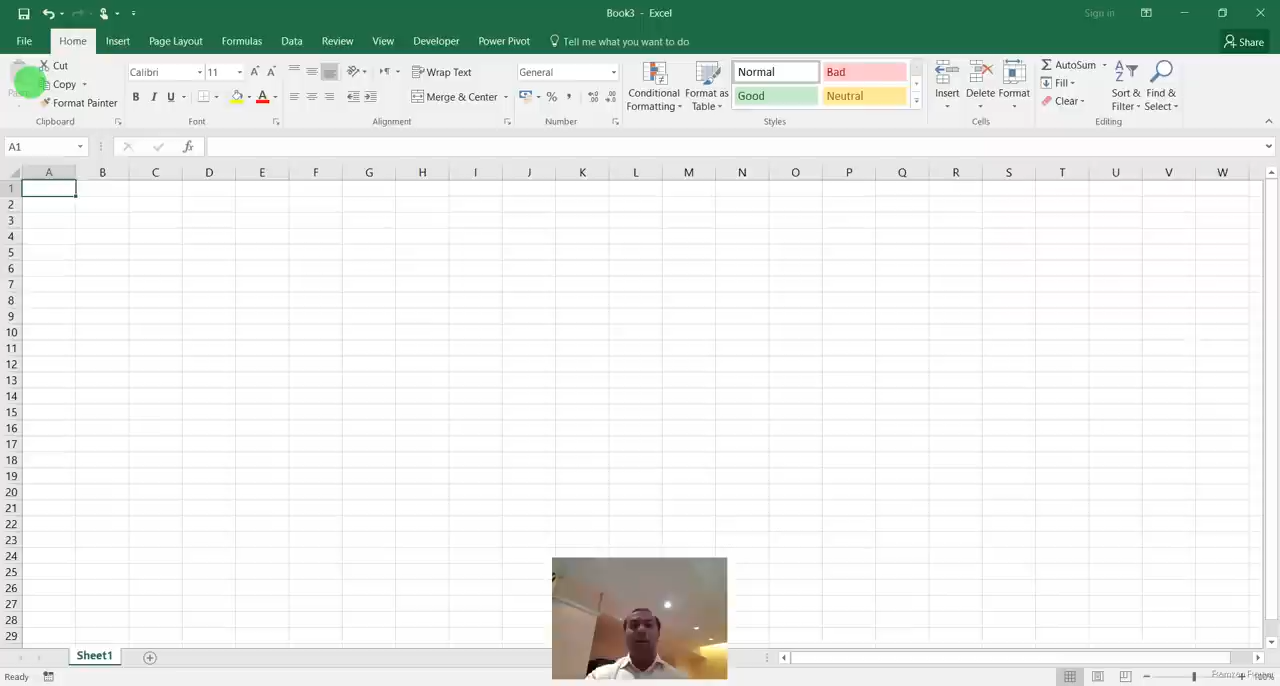 Book3 - Excel
Sign in
File Home Insert Page Layout Formulas Data Review View Developer Power Pivot Tell me what you want to do Share
Cut
Copy
Format Painter
Clipboard
Calibri 11
B I U A
Font
Wrap Text
Merge & Center
Alignment
General
%
Number
Conditional Formatting
Format as Table
Normal Bad
Good Neutral
Styles
Insert Delete Format
Cells
AutoSum
Fill
Clear
Sort & Filter
Find & Select
Editing
A1 fx
A B C D E F G H I J K L M N O P Q R S T U V W
1
2
3
4
5
6
7
8
9
10
11
12
13
14
15
16
17
18
19
20
21
22
23
24
25
26
27
28
29
Sheet1
Ready